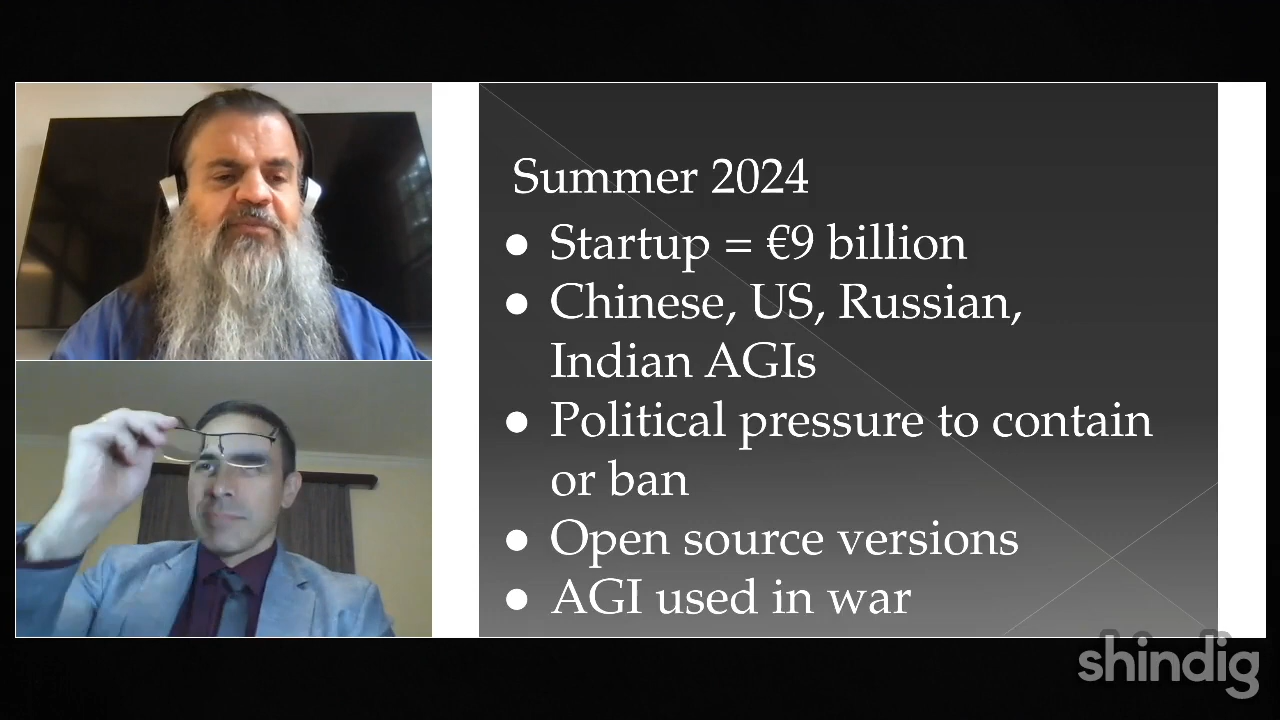 Summer 2024
● Startup = €9 billion
● Chinese, US, Russian,
Indian AGIs
● Political pressure to contain
or ban
● Open source versions
● AGI used in war
shindig